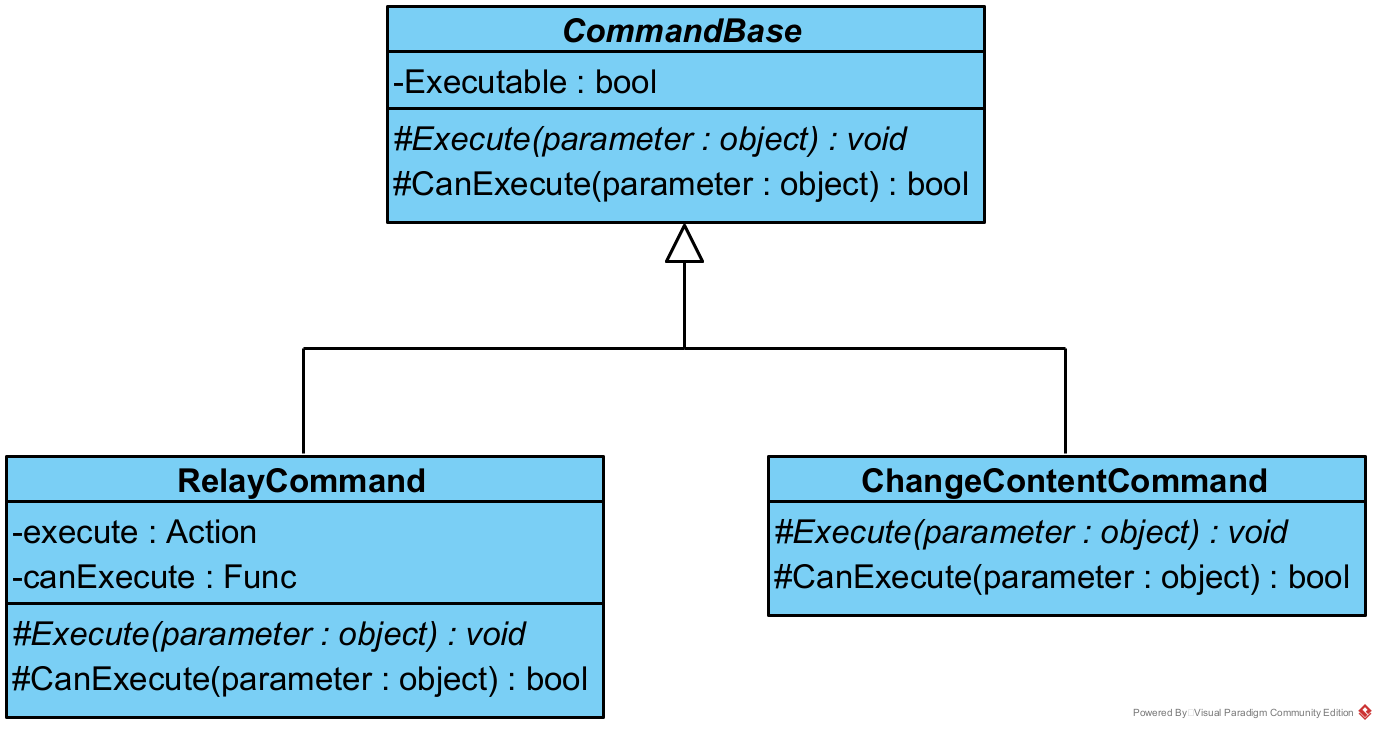 CommandBase
-Executable : bool
#Execute(parameter : object) : void
#CanExecute(parameter : object) : bool
RelayCommand
-execute : Action
-canExecute : Func
#Execute(parameter : object) : void
#CanExecute(parameter : object) : bool
ChangeContentCommand
#Execute(parameter : object) : void
#CanExecute(parameter : object) : bool
Powered By Visual Paradigm Community Edition